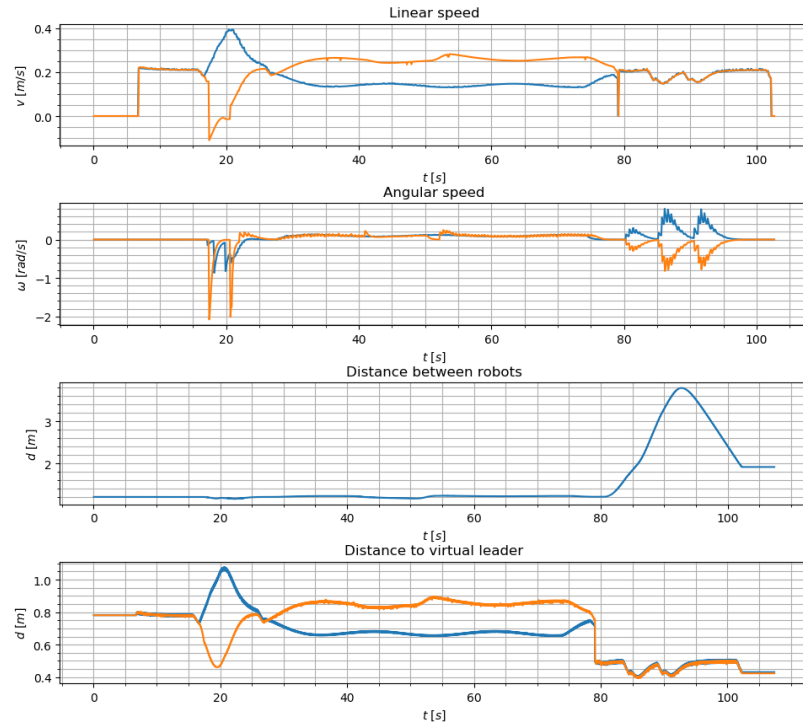 Linear speed
v [m/s]
0.4
0.2
0.0
0 20 40 60 80 100
t [s]
Angular speed
ω [rad/s]
0
−1
−2
0 20 40 60 80 100
t [s]
Distance between robots
d [m]
3
2
0 20 40 60 80 100
t [s]
Distance to virtual leader
d [m]
1.0
0.8
0.6
0.4
0 20 40 60 80 100
t [s]